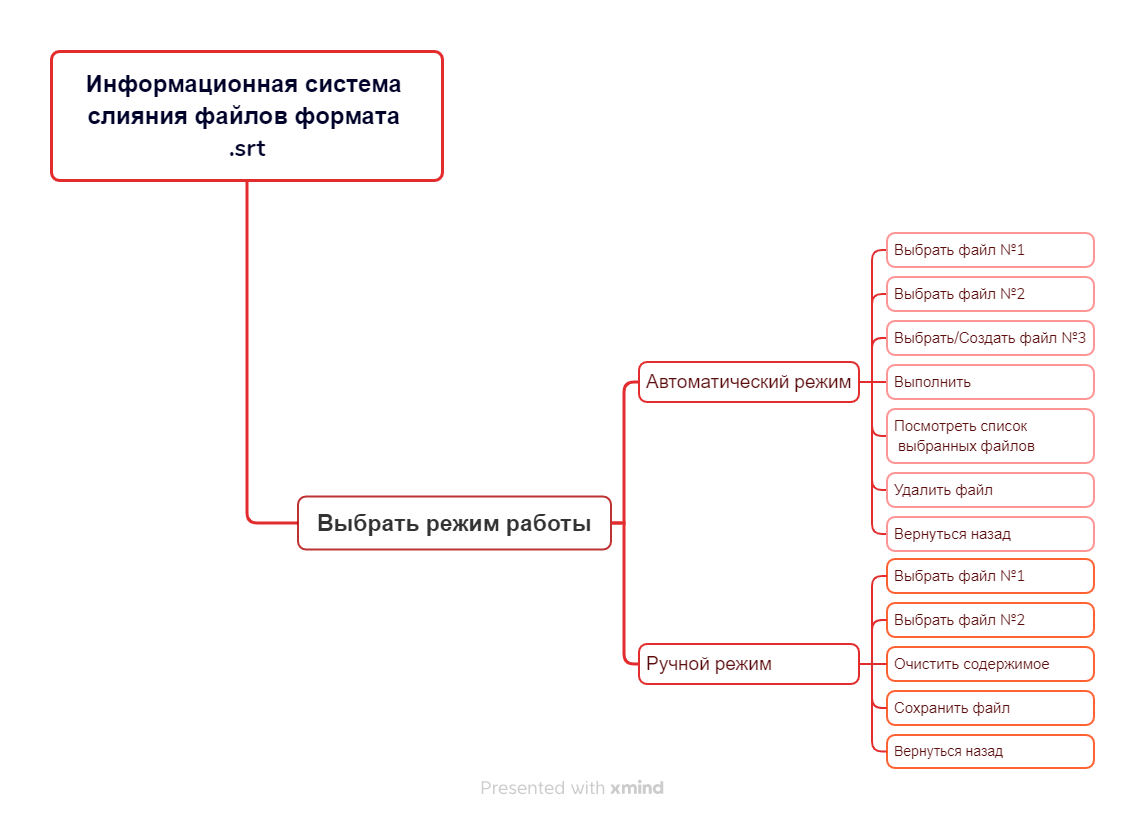 Информационная система
слияния файлов формата
.srt
Выбрать режим работы
Автоматический режим
Выбрать файл №1
Выбрать файл №2
Выбрать/Создать файл №3
Выполнить
Посмотреть список
выбранных файлов
Удалить файл
Вернуться назад
Ручной режим
Выбрать файл №1
Выбрать файл №2
Очистить содержимое
Сохранить файл
Вернуться назад
Presented with xmind